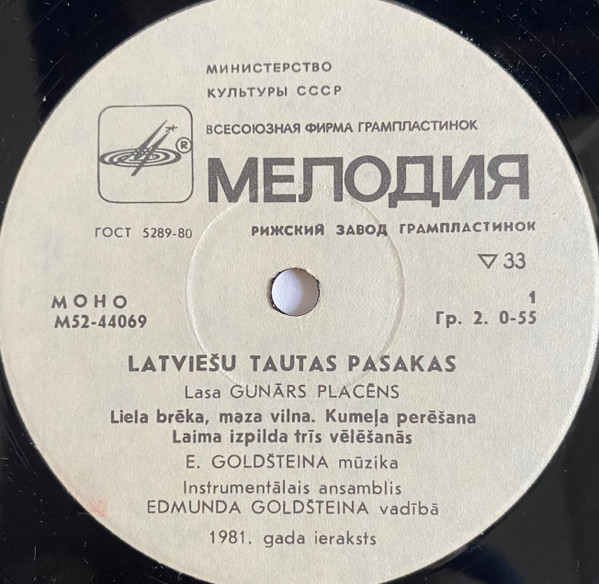 МИНИСТЕРСТВО
КУЛЬТУРЫ СССР
ВСЕСОЮЗНАЯ ФИРМА ГРАМПЛАСТИНОК
®
МЕЛОДИЯ
ГОСТ 5289-80
РИЖСКИЙ ЗАВОД ГРАМПЛАСТИНОК
▽ 33
МОНО
1
М52-44069
Гр. 2. 0-55
LATVIEŠU TAUTAS PASAKAS
Lasa GUNĀRS PLACĒNS
Liela brēka, maza vilna. Kumeļa perēšana
Laima izpilda trīs vēlēšanās
E. GOLDŠTEINA mūzika
Instrumentālais ansamblis
EDMUNDA GOLDŠTEINA vadībā
1981. gada ieraksts